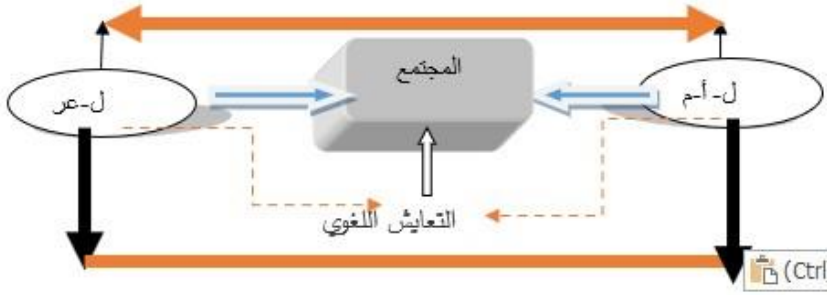 المجتمع
ل- أ-م
ل-عر
التعايش اللغوي
(Ctrl